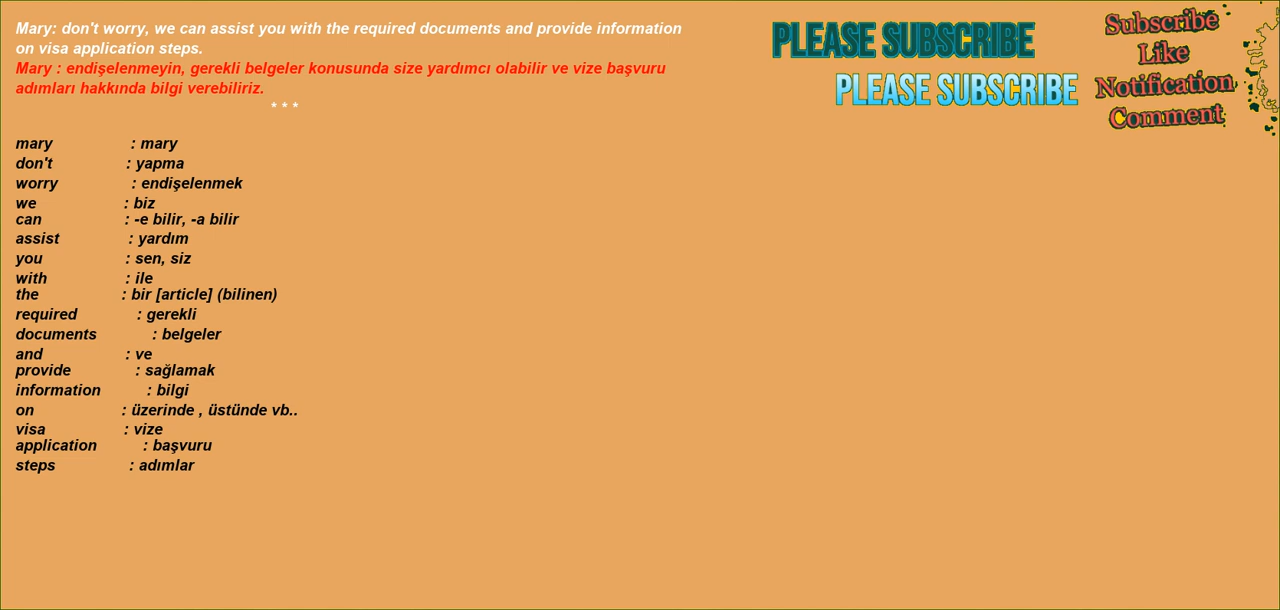 Mary: don't worry, we can assist you with the required documents and provide information
on visa application steps.
Mary : endişelenmeyin, gerekli belgeler konusunda size yardımcı olabilir ve vize başvuru
adımları hakkında bilgi verebiliriz.
* * *
PLEASE SUBSCRIBE
PLEASE SUBSCRIBE
Subscribe
Like
Notification
Comment
mary : mary
don't : yapma
worry : endişelenmek
we : biz
can : -e bilir, -a bilir
assist : yardım
you : sen, siz
with : ile
the : bir [article] (bilinen)
required : gerekli
documents : belgeler
and : ve
provide : sağlamak
information : bilgi
on : üzerinde , üstünde vb..
visa : vize
application : başvuru
steps : adımlar